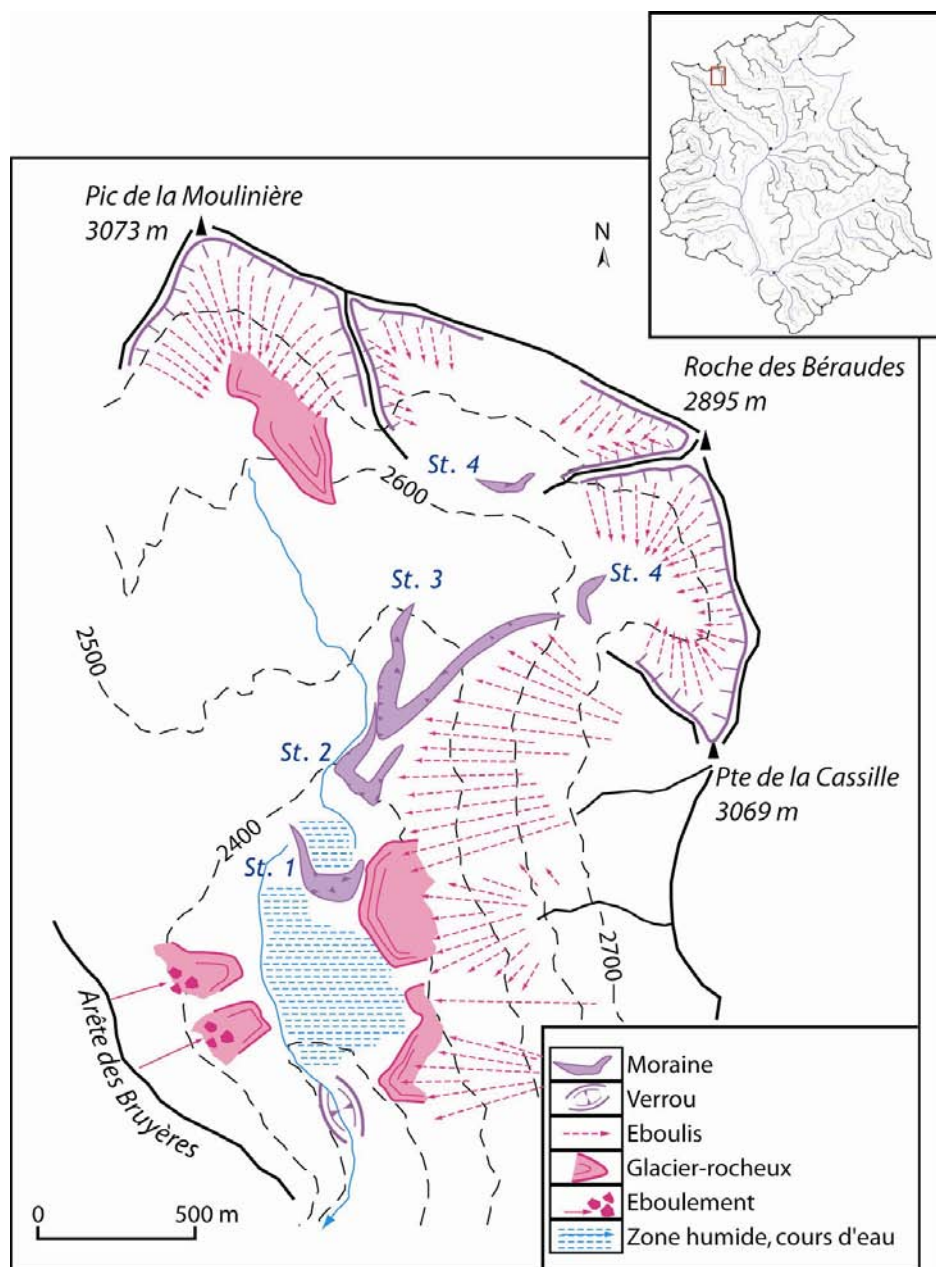 Pic de la Moulinière
3073 m
N
Roche des Béraudes
2895 m
St. 4
2600
St. 4
St. 3
2500
St. 2
Pte de la Cassille
3069 m
2400
St. 1
2700
Arête des Bruyères
0 500 m
Moraine
Verrou
Eboulis
Glacier-rocheux
Eboulement
Zone humide, cours d'eau